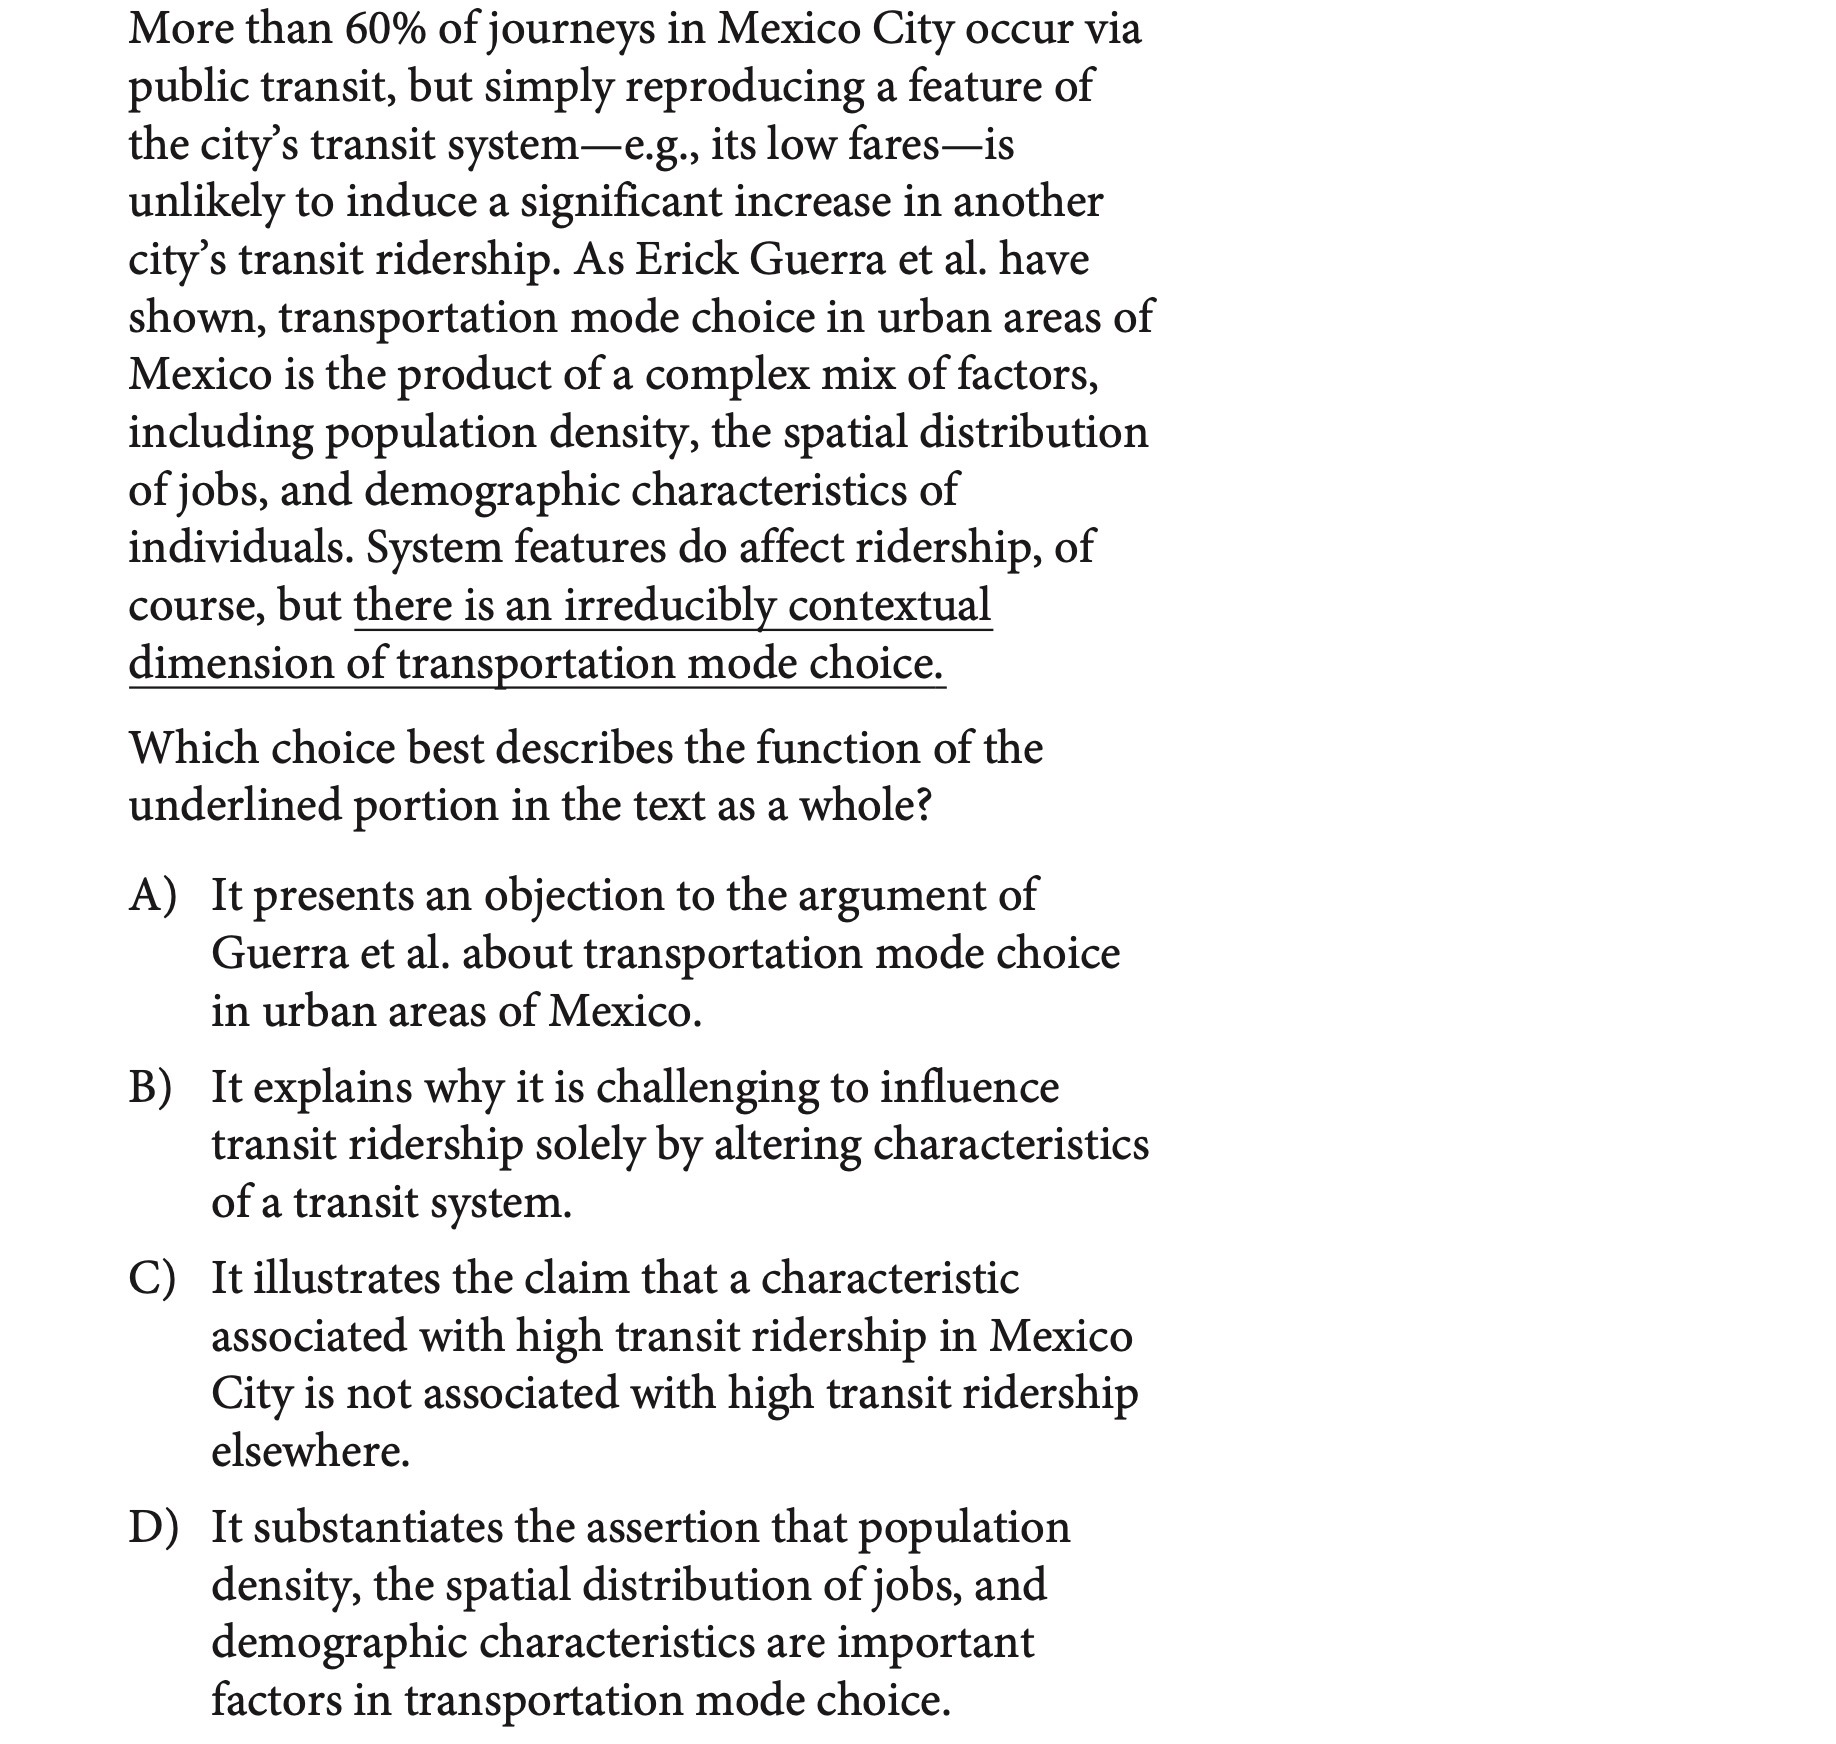 More than 60% of journeys in Mexico City occur via
public transit, but simply reproducing a feature of
the city’s transit system—e.g., its low fares—is
unlikely to induce a significant increase in another
city’s transit ridership. As Erick Guerra et al. have
shown, transportation mode choice in urban areas of
Mexico is the product of a complex mix of factors,
including population density, the spatial distribution
of jobs, and demographic characteristics of
individuals. System features do affect ridership, of
course, but there is an irreducibly contextual
dimension of transportation mode choice.
Which choice best describes the function of the
underlined portion in the text as a whole?
A) It presents an objection to the argument of
Guerra et al. about transportation mode choice
in urban areas of Mexico.
B) It explains why it is challenging to influence
transit ridership solely by altering characteristics
of a transit system.
C) It illustrates the claim that a characteristic
associated with high transit ridership in Mexico
City is not associated with high transit ridership
elsewhere.
D) It substantiates the assertion that population
density, the spatial distribution of jobs, and
demographic characteristics are important
factors in transportation mode choice.